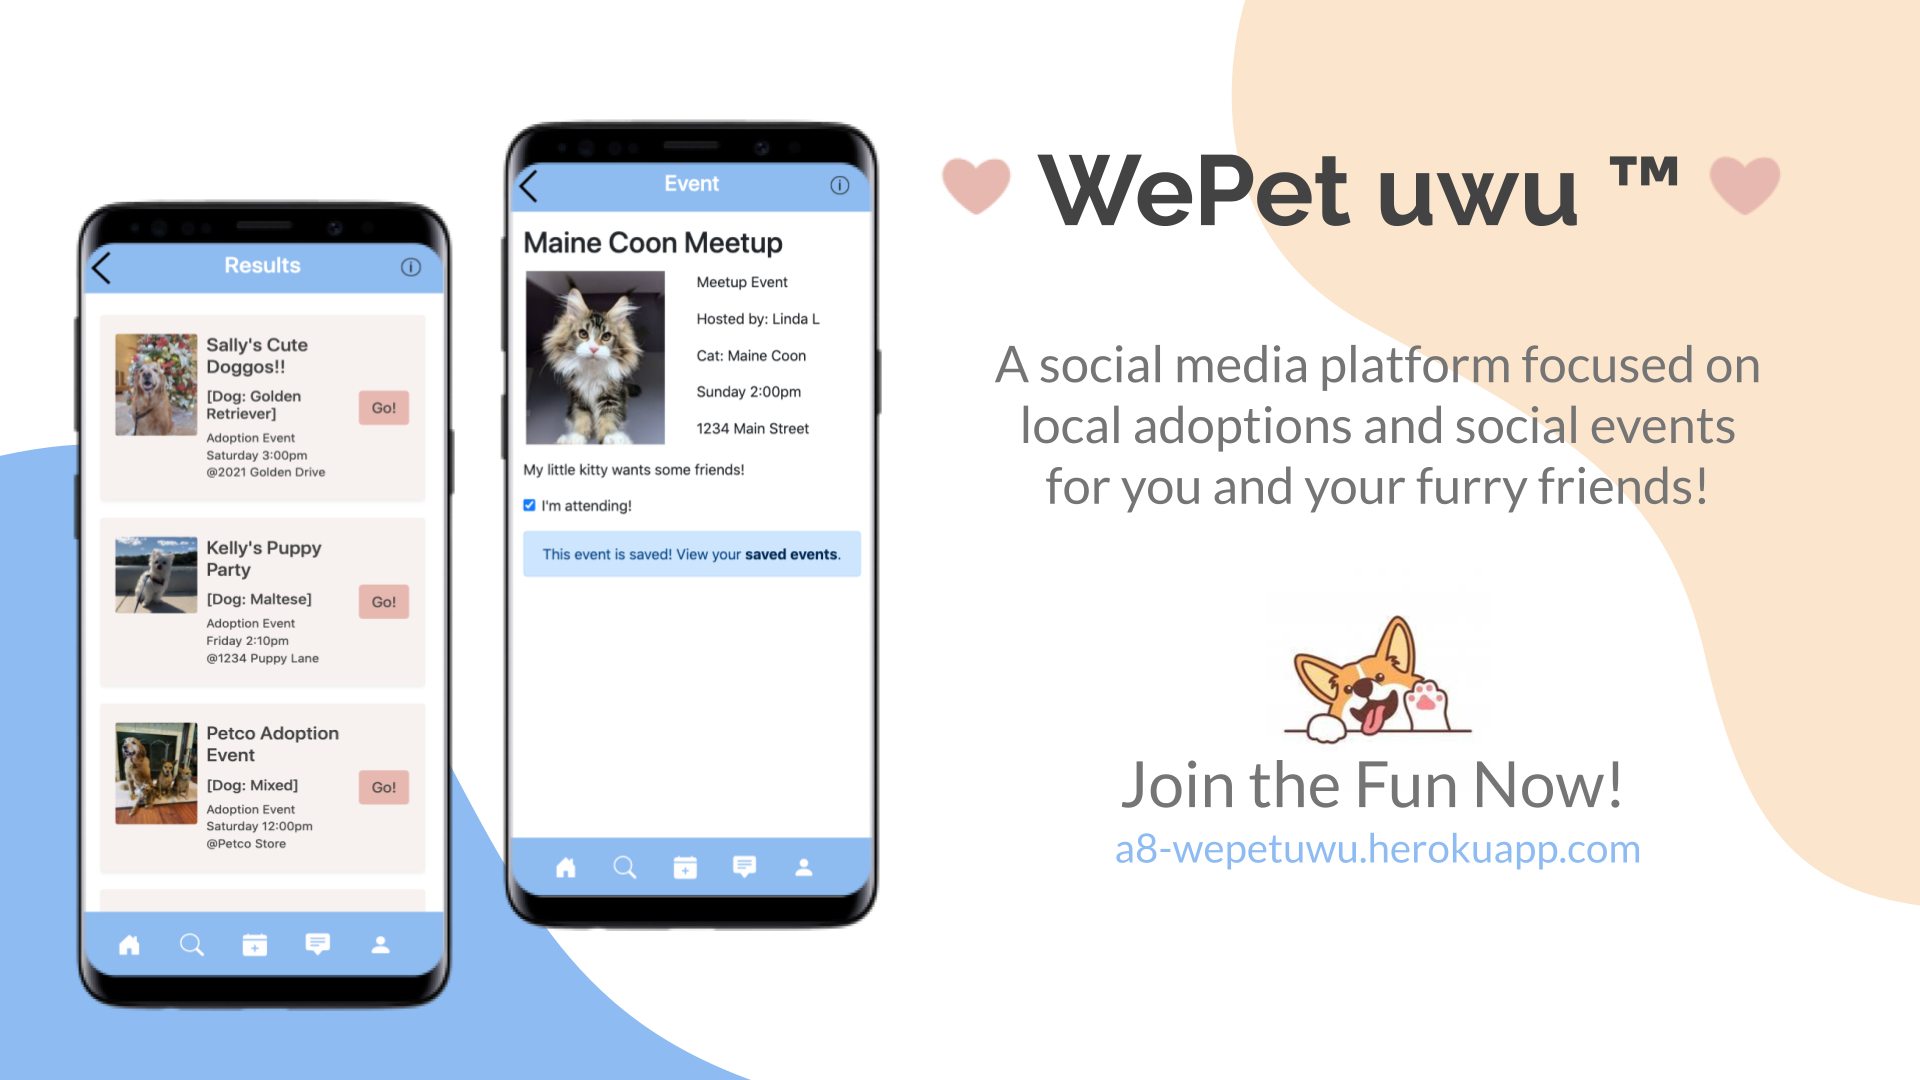 Results
Sally's Cute
Doggos!!
[Dog: Golden
Retriever]
Adoption Event
Saturday 3:00pm
@2021 Golden Drive
Go!
Kelly's Puppy
Party
[Dog: Maltese]
Adoption Event
Friday 2:10pm
@1234 Puppy Lane
Go!
Petco Adoption
Event
[Dog: Mixed]
Adoption Event
Saturday 12:00pm
@Petco Store
Go!
Event
Maine Coon Meetup
Meetup Event
Hosted by: Linda L
Cat: Maine Coon
Sunday 2:00pm
1234 Main Street
My little kitty wants some friends!
I'm attending!
This event is saved! View your saved events.
WePet uwu ™
A social media platform focused on
local adoptions and social events
for you and your furry friends!
Join the Fun Now!
a8-wepetuwu.herokuapp.com